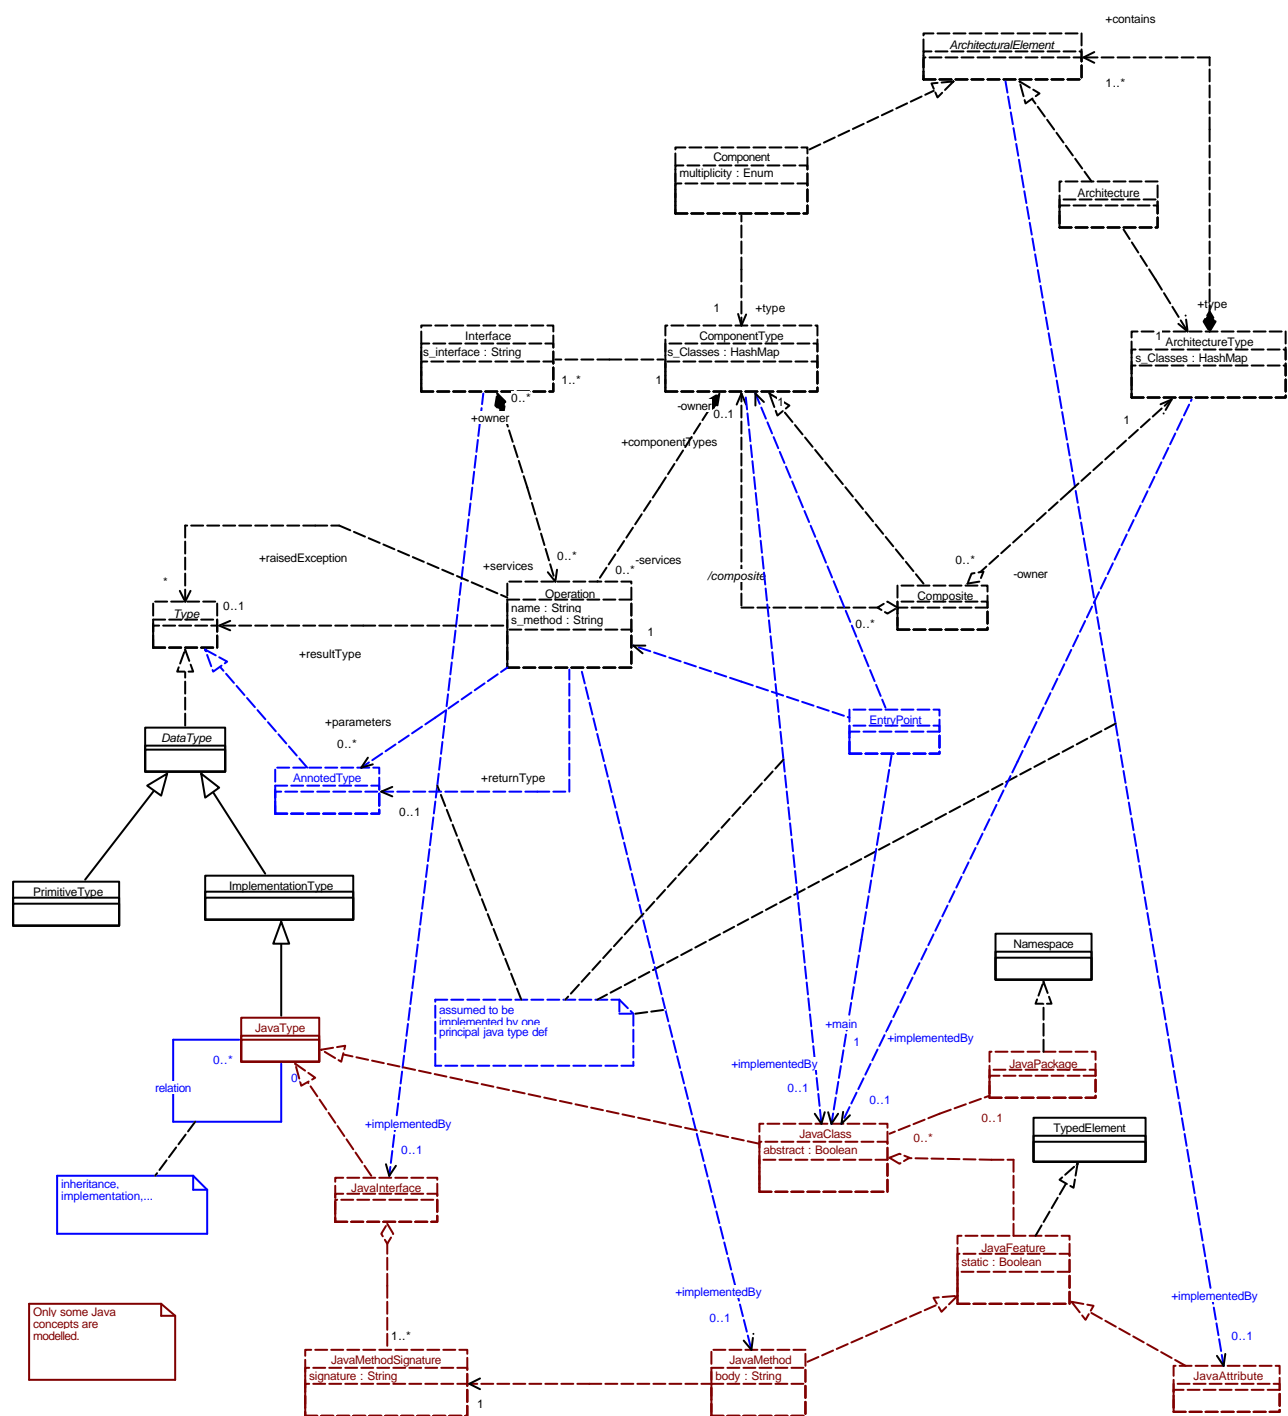 +contains
ArchitecturalElement
1..*
Component
multiplicity : Enum
Architecture
1
+type
+type
Interface
s_interface : String
ComponentType
s_Classes : HashMap
1
ArchitectureType
s_Classes : HashMap
1..*
1
0..*
+owner
-owner
0..1
1
1
+componentTypes
+raisedException
+services
0..*
-services
0..*
/composite
0..*
-owner
*
0..1
Type
Operation
name : String
s_method : String
Composite
0..*
1
+resultType
+parameters
0..*
EntryPoint
DataType
AnnotedType
+returnType
0..1
PrimitiveType
ImplementationType
Namespace
assumed to be
implemented by one
principal java type def
JavaType
0..*
0
relation
+main
1
+implementedBy
+implementedBy
0..1
0..1
JavaPackage
0..1
+implementedBy
0..1
JavaClass
abstract : Boolean
0..*
TypedElement
inheritance,
implementation,...
JavaInterface
JavaFeature
static : Boolean
+implementedBy
0..1
+implementedBy
0..1
Only some Java
concepts are
modelled.
1..*
JavaMethodSignature
signature : String
1
JavaMethod
body : String
JavaAttribute